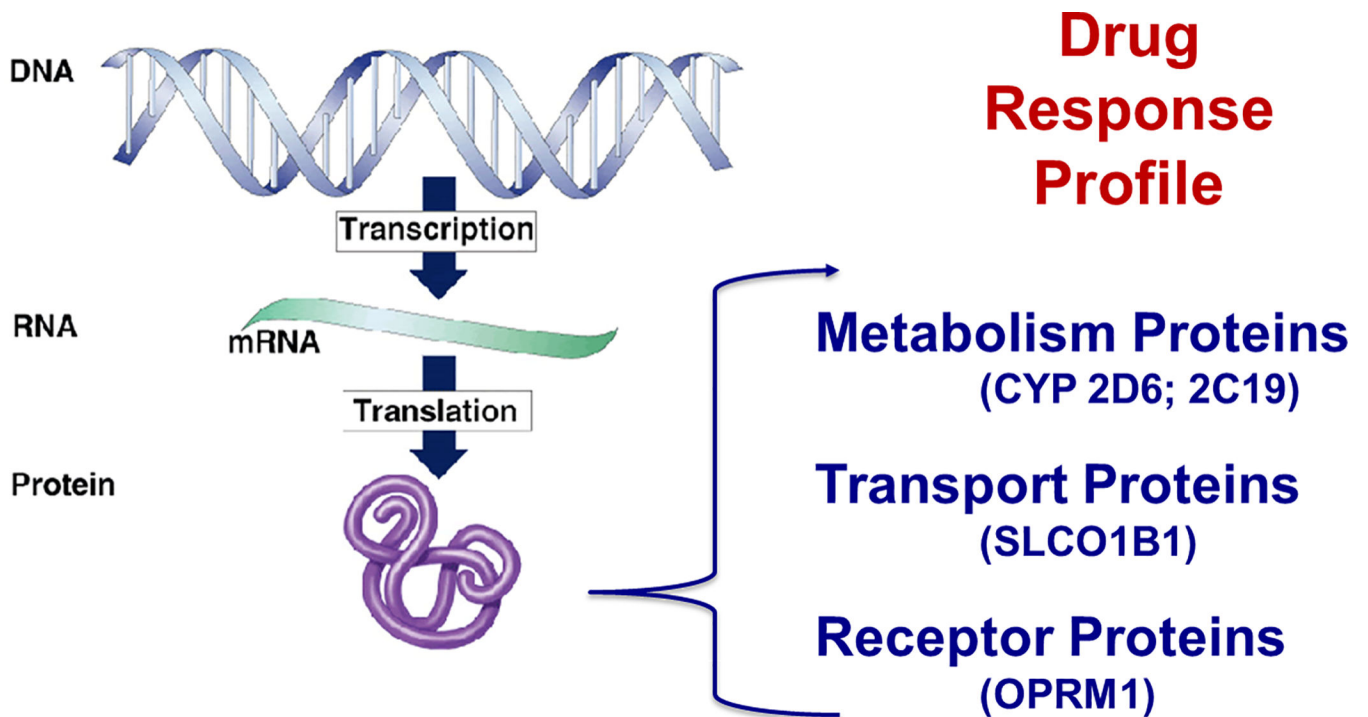 DNA
Transcription
RNA
mRNA
Translation
Protein
Drug
Response
Profile
Metabolism Proteins
(CYP 2D6; 2C19)
Transport Proteins
(SLCO1B1)
Receptor Proteins
(OPRM1)